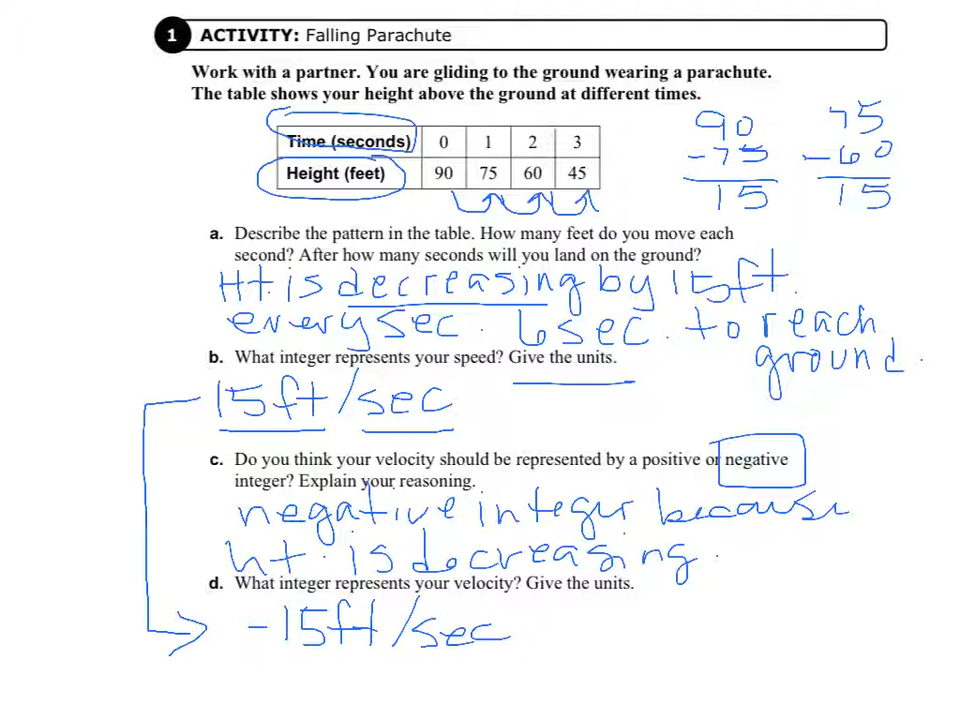 1 ACTIVITY: Falling Parachute
Work with a partner. You are gliding to the ground wearing a parachute.
The table shows your height above the ground at different times.
Time (seconds) 0 1 2 3
Height (feet) 90 75 60 45
90
-75
15
75
-60
15
a. Describe the pattern in the table. How many feet do you move each
second? After how many seconds will you land on the ground?
Ht. is decreasing by 15ft.
every sec. 6 sec. to reach
ground.
b. What integer represents your speed? Give the units.
15ft/sec
c. Do you think your velocity should be represented by a positive or negative
integer? Explain your reasoning.
negative integer because
ht. is decreasing.
d. What integer represents your velocity? Give the units.
-15ft/sec